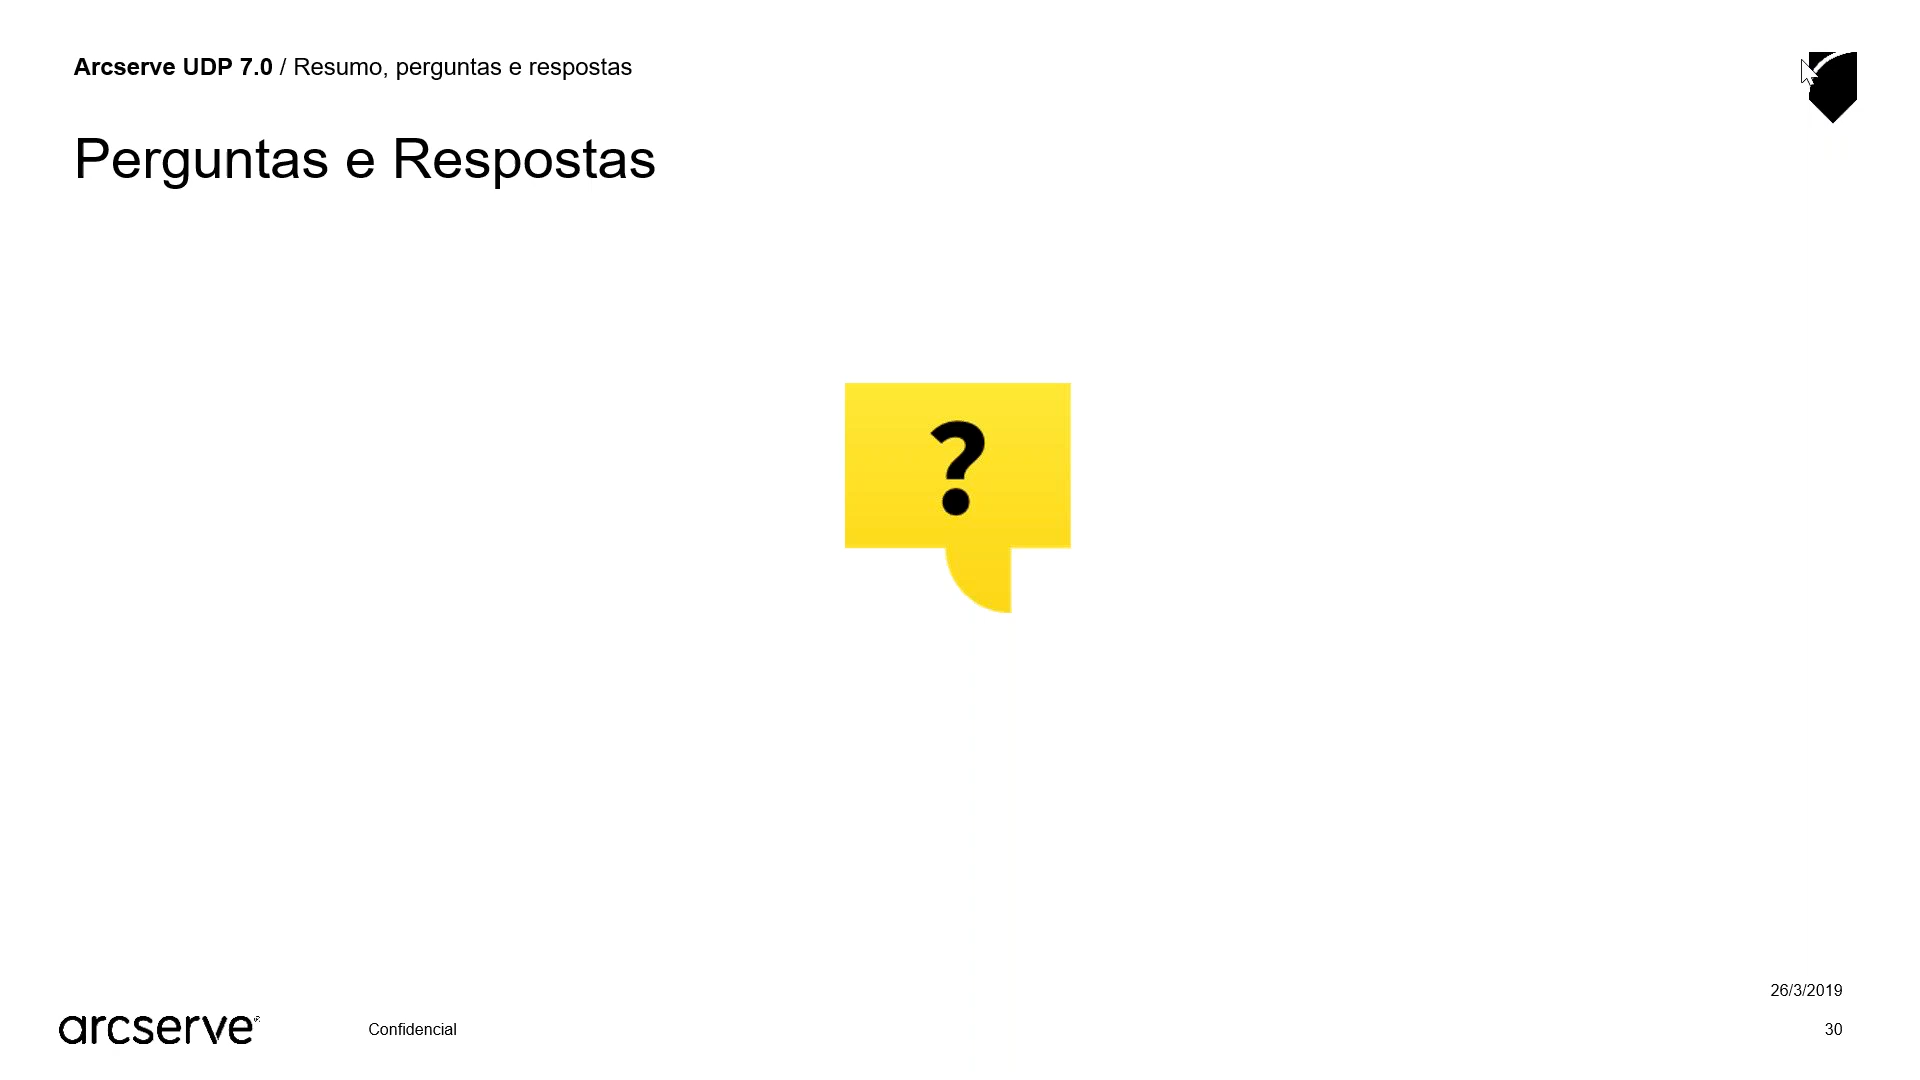 Arcserve UDP 7.0 / Resumo, perguntas e respostas
Perguntas e Respostas
?
26/3/2019
arcserve®
Confidencial
30